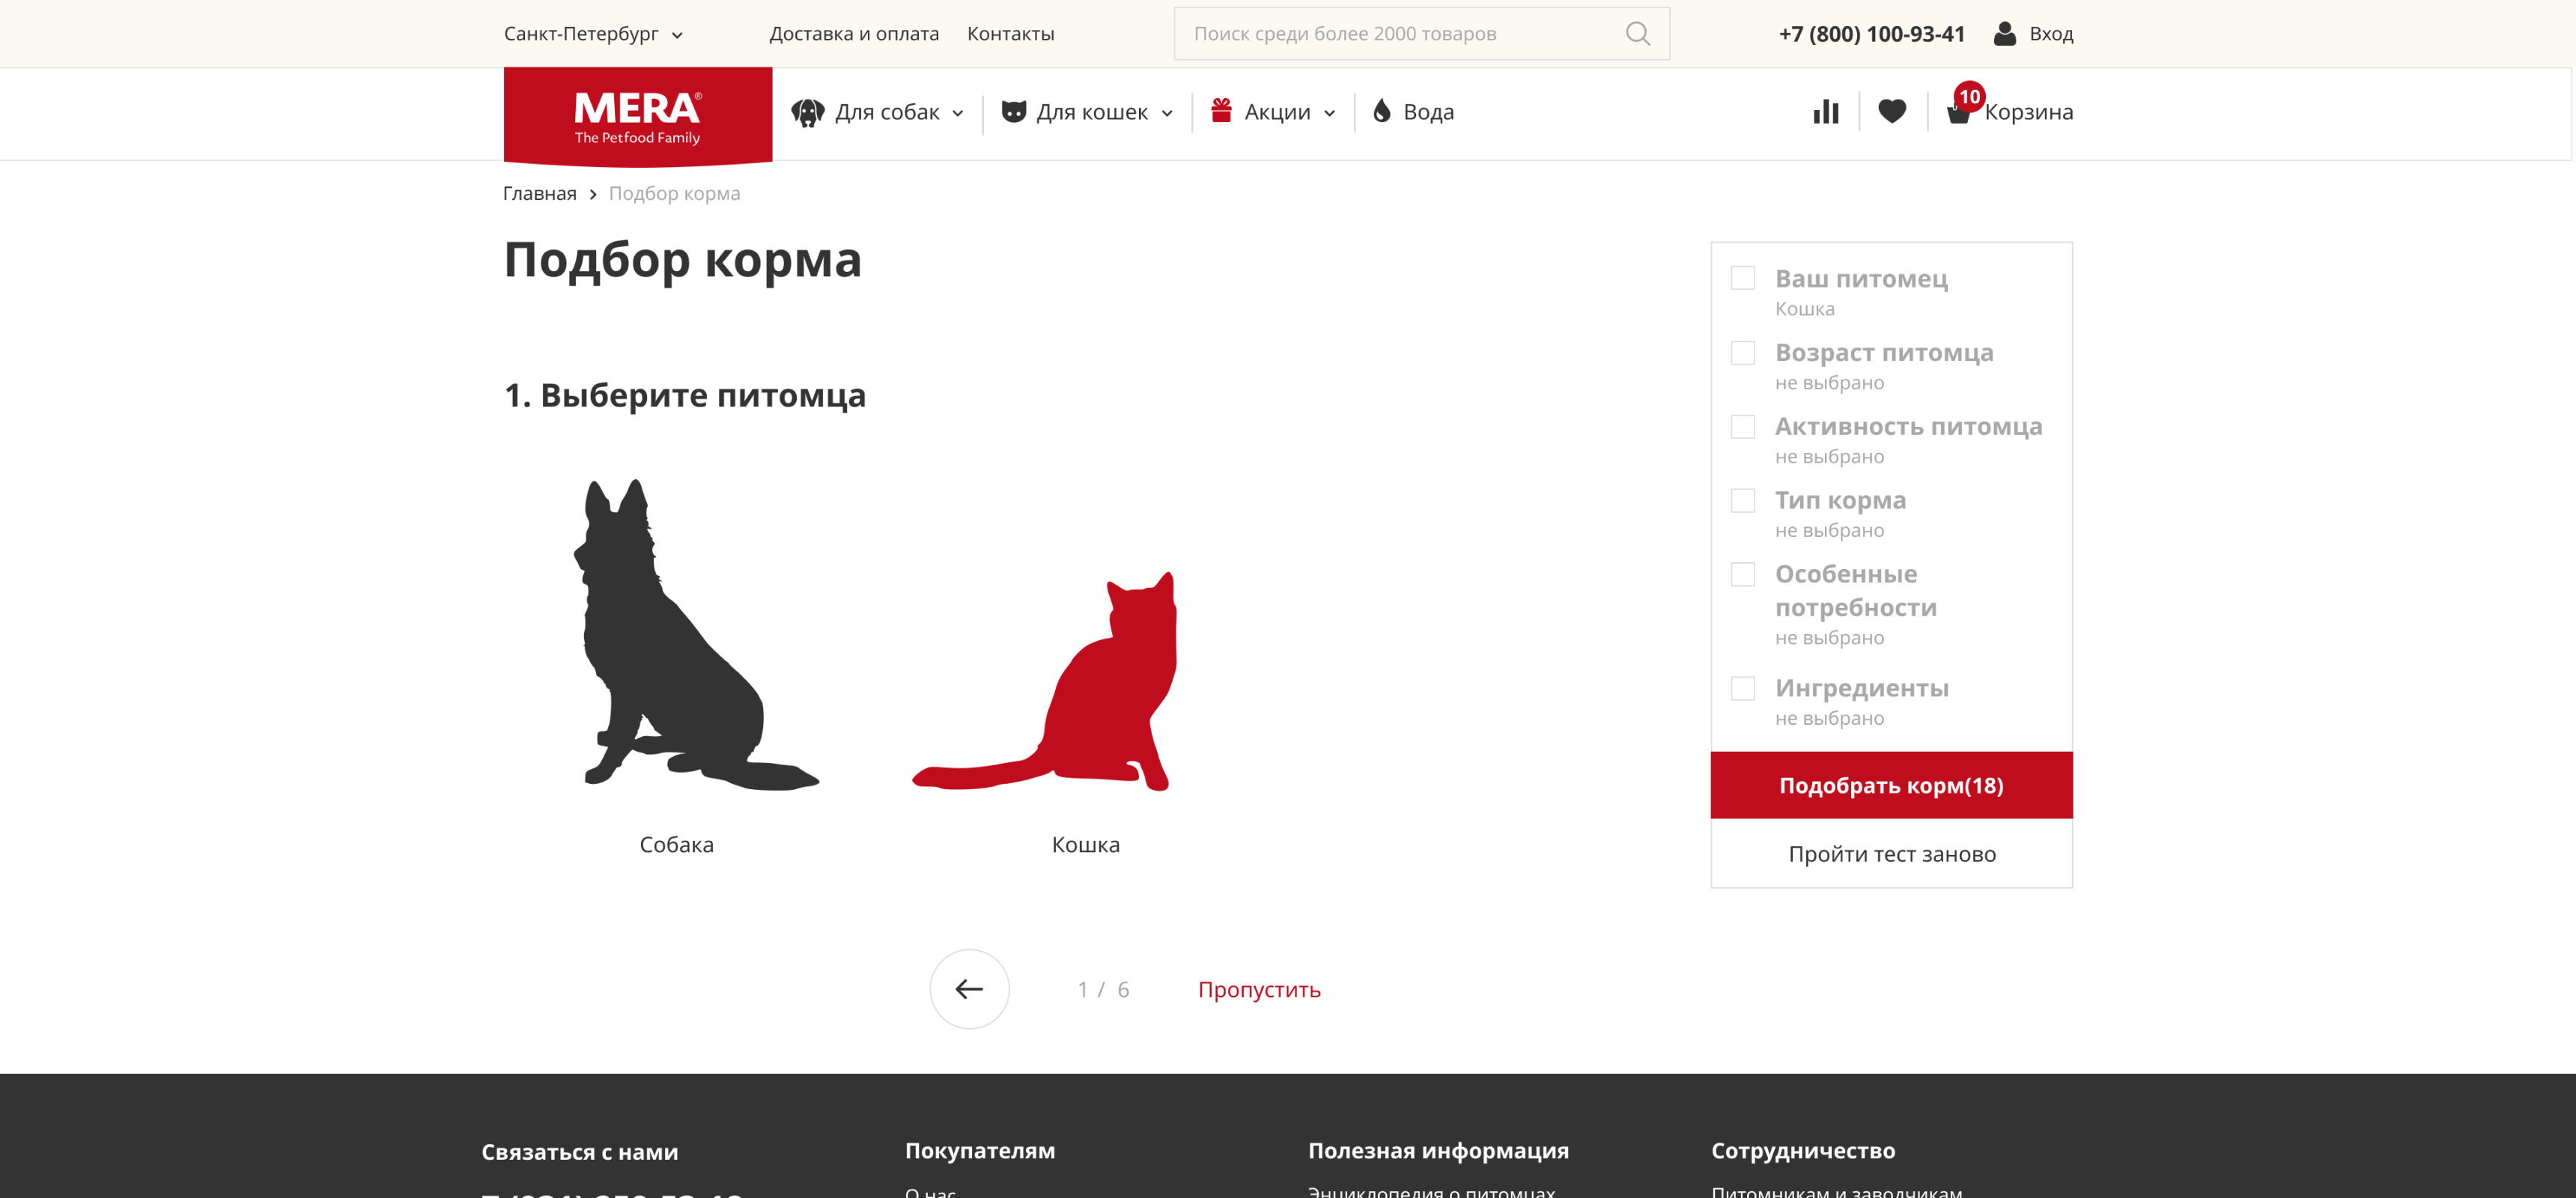 Санкт-Петербург
Доставка и оплата
Контакты
Поиск среди более 2000 товаров
+7 (800) 100-93-41
Вход
MERA®
The Petfood Family
Для собак
Для кошек
Акции
Вода
10
Корзина
Главная > Подбор корма
Подбор корма
1. Выберите питомца
Собака
Кошка
1 / 6
Пропустить
Ваш питомец
Кошка
Возраст питомца
не выбрано
Активность питомца
не выбрано
Тип корма
не выбрано
Особенные
потребности
не выбрано
Ингредиенты
не выбрано
Подобрать корм(18)
Пройти тест заново
Связаться с нами
Покупателям
О нас
Полезная информация
Энциклопедия о питомцах
Сотрудничество
Питомникам и заводчикам